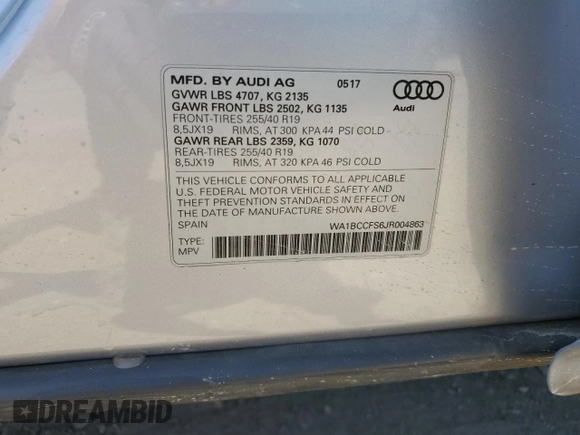 MFD. BY AUDI AG 0517
GVWR LBS 4707, KG 2135
GAWR FRONT LBS 2502, KG 1135
FRONT-TIRES 255/40 R19
8,5JX19 RIMS, AT 300 KPA 44 PSI COLD
GAWR REAR LBS 2359, KG 1070
REAR-TIRES 255/40 R19
8,5JX19 RIMS, AT 320 KPA 46 PSI COLD
Audi
THIS VEHICLE CONFORMS TO ALL APPLICABLE
U.S. FEDERAL MOTOR VEHICLE SAFETY AND
THEFT PREVENTION STANDARDS IN EFFECT ON
THE DATE OF MANUFACTURE SHOWN ABOVE.
SPAIN WA1BCCFS6JR004863
TYPE:
MPV
DREAMBID